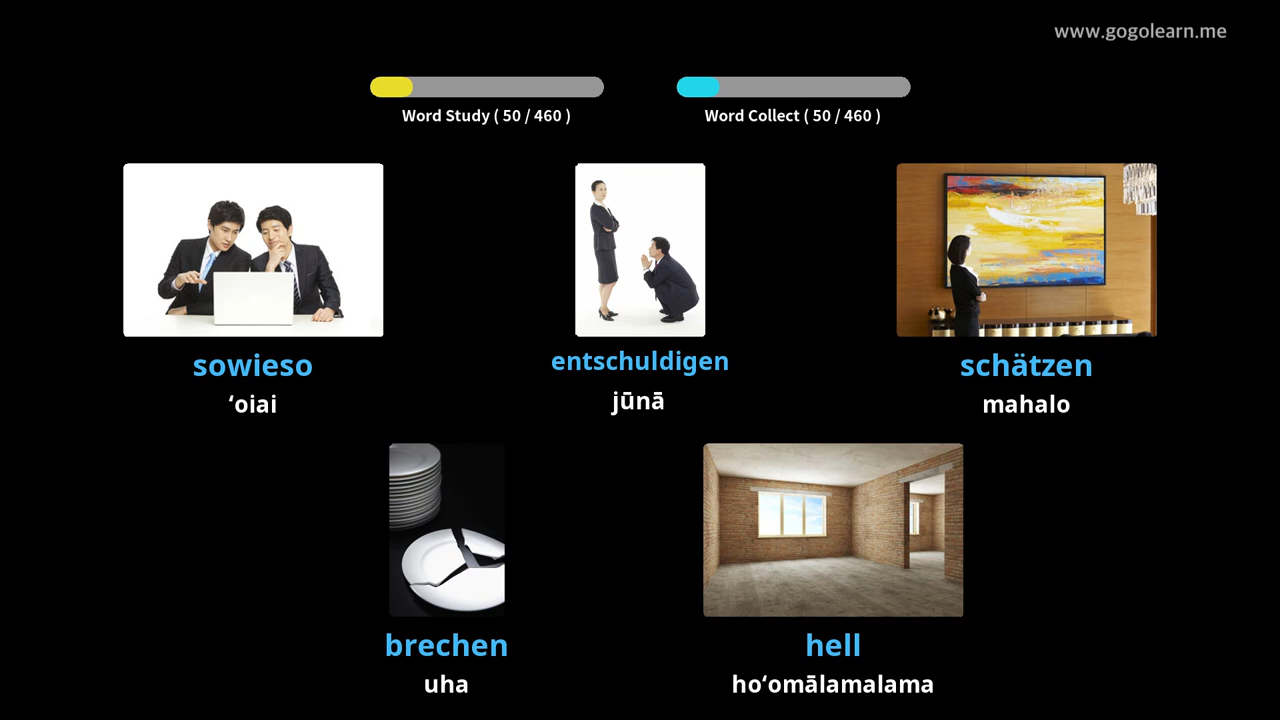 www.gogolearn.me
Word Study ( 50 / 460 )
Word Collect ( 50 / 460 )
sowieso
ʻoiai
entschuldigen
jūnā
schätzen
mahalo
brechen
uha
hell
hoʻomālamalama